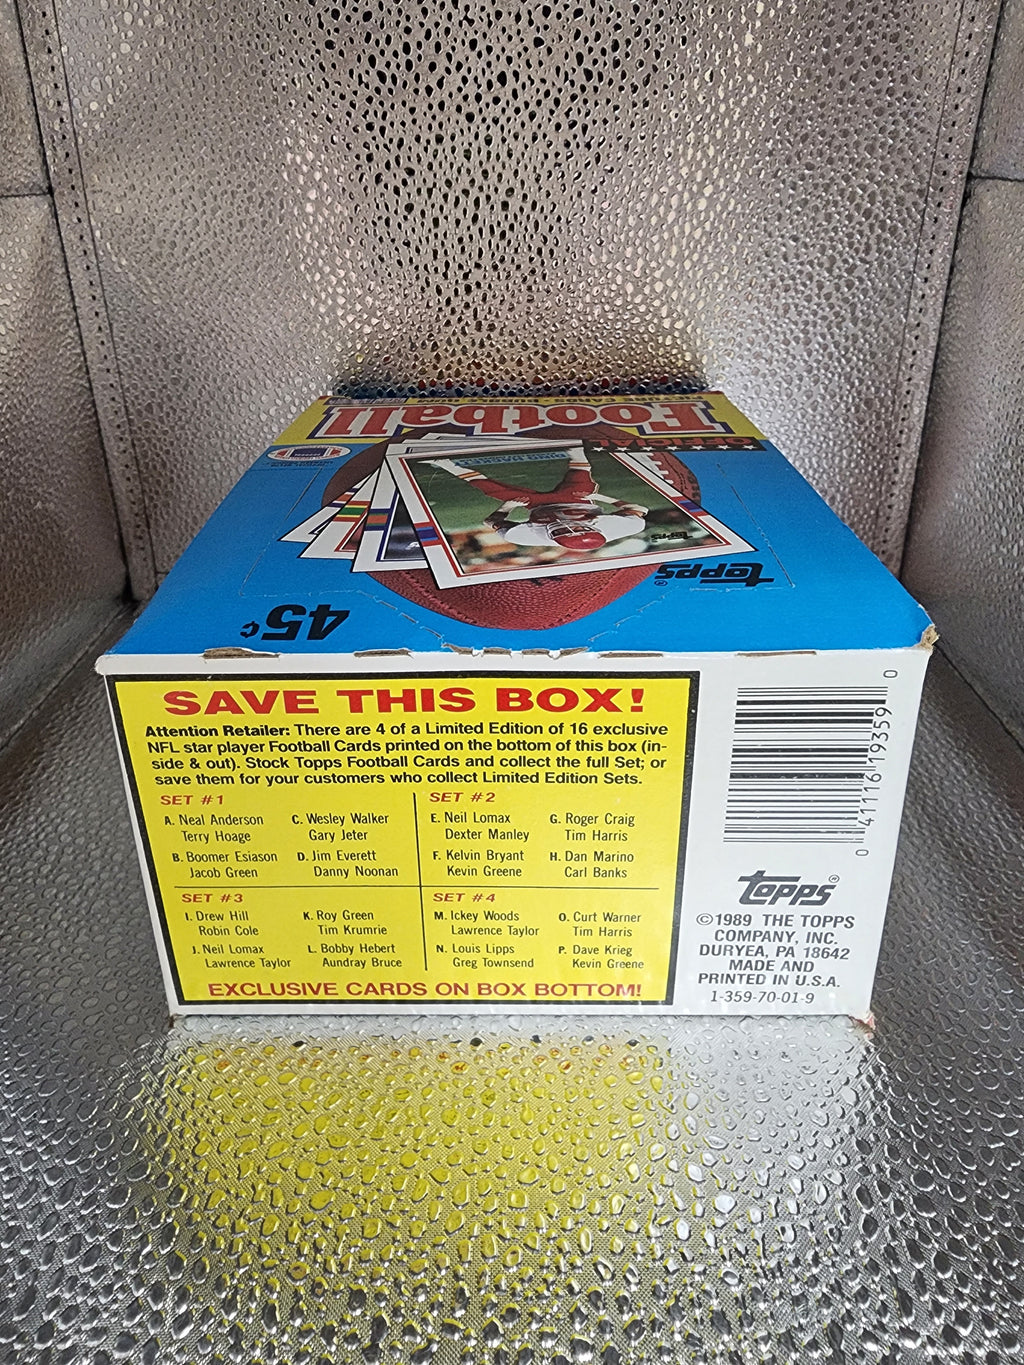 OFFICIAL
Football
topps®
45¢
SAVE THIS BOX!
Attention Retailer: There are 4 of a Limited Edition of 16 exclusive
NFL star player Football Cards printed on the bottom of this box (in-
side & out). Stock Topps Football Cards and collect the full Set; or
save them for your customers who collect Limited Edition Sets.
SET #1
A. Neal Anderson
Terry Hoage
B. Boomer Esiason
Jacob Green
C. Wesley Walker
Gary Jeter
D. Jim Everett
Danny Noonan
SET #2
E. Neil Lomax
Dexter Manley
F. Kelvin Bryant
Kevin Greene
G. Roger Craig
Tim Harris
H. Dan Marino
Carl Banks
SET #3
I. Drew Hill
Robin Cole
J. Neil Lomax
Lawrence Taylor
K. Roy Green
Tim Krumrie
L. Bobby Hebert
Aundray Bruce
SET #4
M. Ickey Woods
Lawrence Taylor
N. Louis Lipps
Greg Townsend
O. Curt Warner
Tim Harris
P. Dave Krieg
Kevin Greene
EXCLUSIVE CARDS ON BOX BOTTOM!
0 41116 19359 0
topps®
©1989 THE TOPPS
COMPANY, INC.
DURYEA, PA 18642
MADE AND
PRINTED IN U.S.A.
1-359-70-01-9